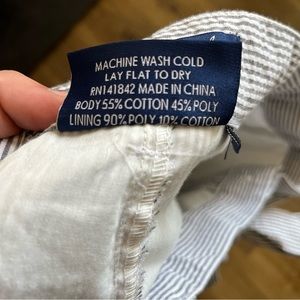 MACHINE WASH COLD
LAY FLAT TO DRY
RN141842 MADE IN CHINA
BODY 55% COTTON 45% POLY
LINING 90% POLY 10% COTTON